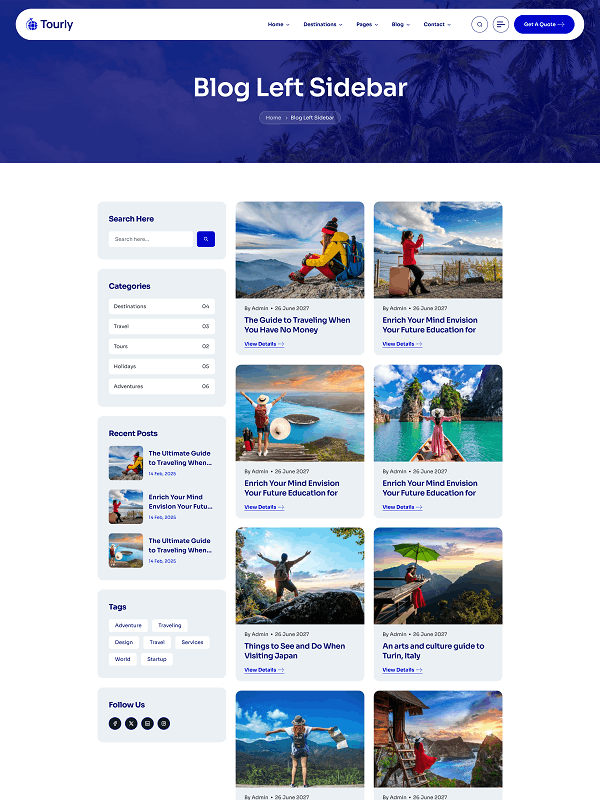 Tourly
Home
Destinations
Pages
Blog
Contact
Get A Quote
Blog Left Sidebar
Home
Blog Left Sidebar
Search Here
Search here...
Categories
Destinations 04
Travel 03
Tours 02
Holidays 05
Adventures 06
Recent Posts
The Ultimate Guide
to Traveling When...
14 Feb, 2025
Enrich Your Mind
Envision Your Futu...
14 Feb, 2025
The Ultimate Guide
to Traveling When...
14 Feb, 2025
Tags
Adventure Traveling
Design Travel Services
World Startup
Follow Us
By Admin • 26 June 2027
The Guide to Traveling When
You Have No Money
View Details
By Admin • 26 June 2027
Enrich Your Mind Envision
Your Future Education for
View Details
By Admin • 26 June 2027
Enrich Your Mind Envision
Your Future Education for
View Details
By Admin • 26 June 2027
Enrich Your Mind Envision
Your Future Education for
View Details
By Admin • 26 June 2027
Things to See and Do When
Visiting Japan
View Details
By Admin • 26 June 2027
An arts and culture guide to
Turin, Italy
View Details
By Admin • 26 June 2027
By Admin • 26 June 2027